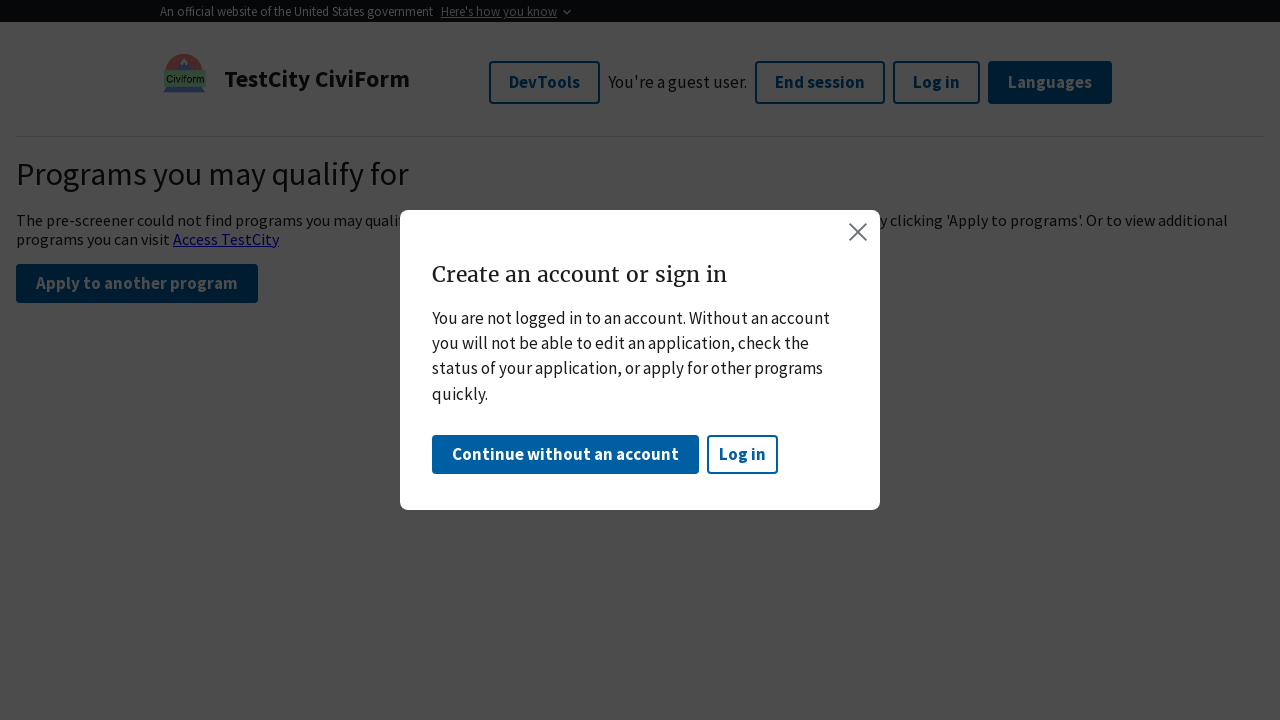 An official website of the United States government Here's how you know
Civiform
TestCity CiviForm
DevTools You're a guest user. End session Log in Languages
Programs you may qualify for
The pre-screener could not find programs you may y clicking 'Apply to programs'. Or to view additional
programs you can visit Access TestCity
Apply to another program
Create an account or sign in
You are not logged in to an account. Without an account
you will not be able to edit an application, check the
status of your application, or apply for other programs
quickly.
Continue without an account Log in